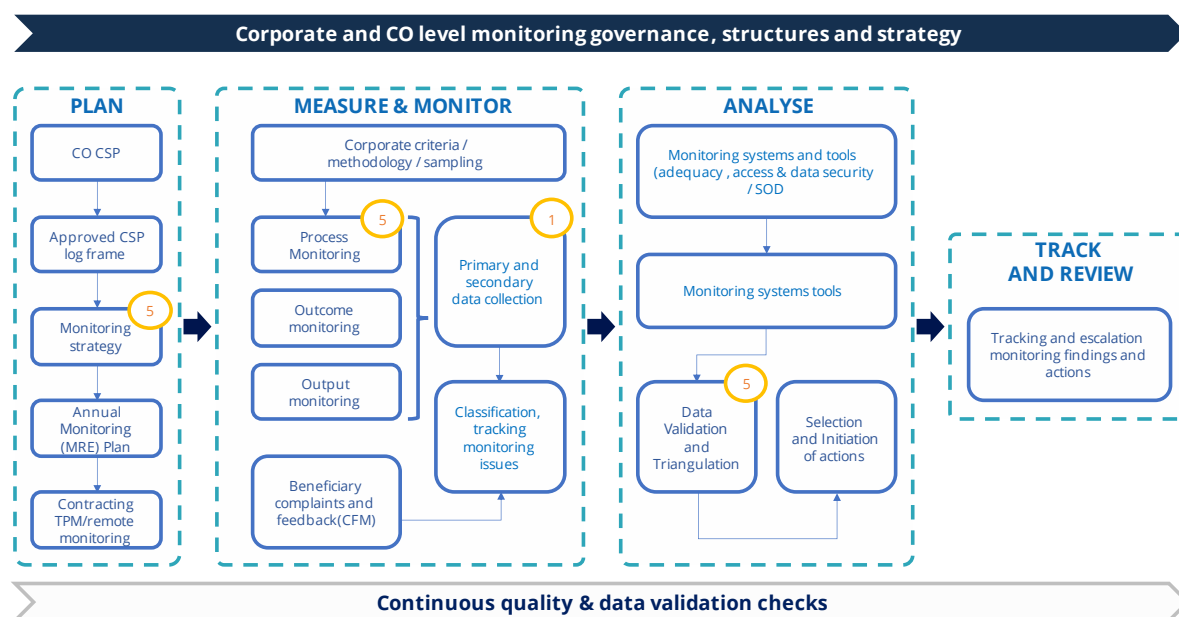 Corporate and CO level monitoring governance, structures and strategy
PLAN
CO CSP
Approved CSP
log frame
5
Monitoring
strategy
Annual
Monitoring
(MRE) Plan
Contracting
TPM/remote
monitoring
MEASURE & MONITOR
Corporate criteria /
methodology / sampling
5
Process
Monitoring
Outcome
monitoring
Output
monitoring
Beneficiary
complaints and
feedback(CFM)
1
Primary and
secondary
data collection
Classification,
tracking
monitoring
issues
ANALYSE
Monitoring systems and tools
(adequacy , access & data security
/ SOD
Monitoring systems tools
5
Data
Validation
and
Triangulation
Selection
and Initiation
of actions
TRACK
AND REVIEW
Tracking and escalation
monitoring findings and
actions
Continuous quality & data validation checks